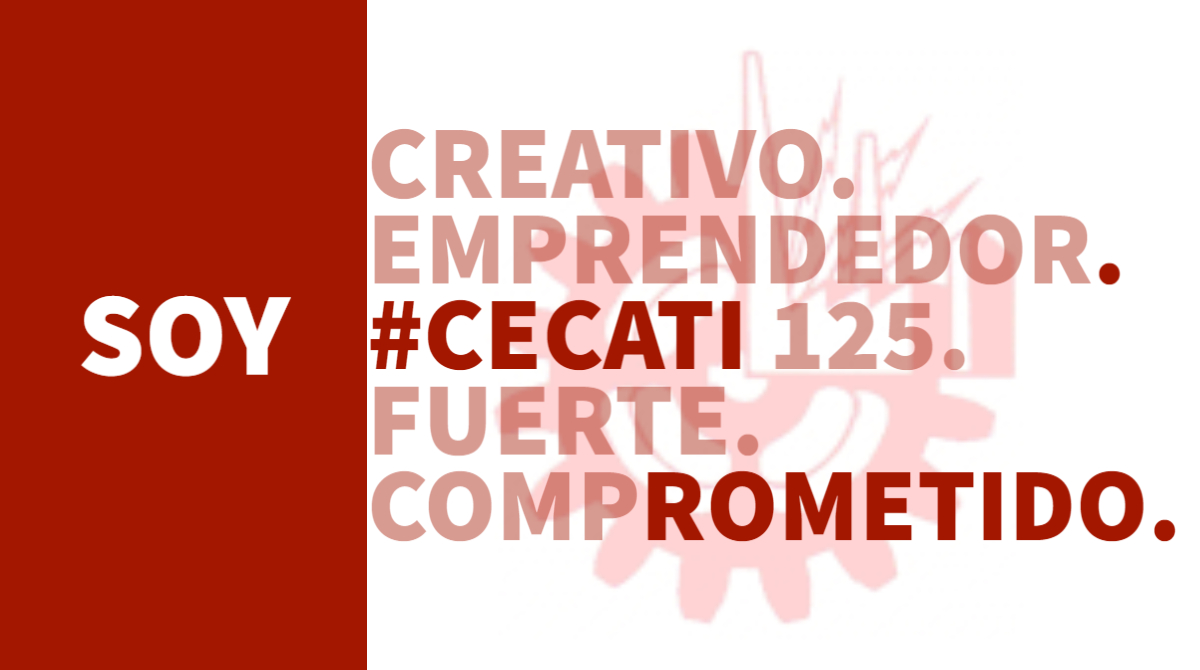 SOY
CREATIVO.
EMPRENDEDOR.
#CECATI 125.
FUERTE.
COMPROMETIDO.